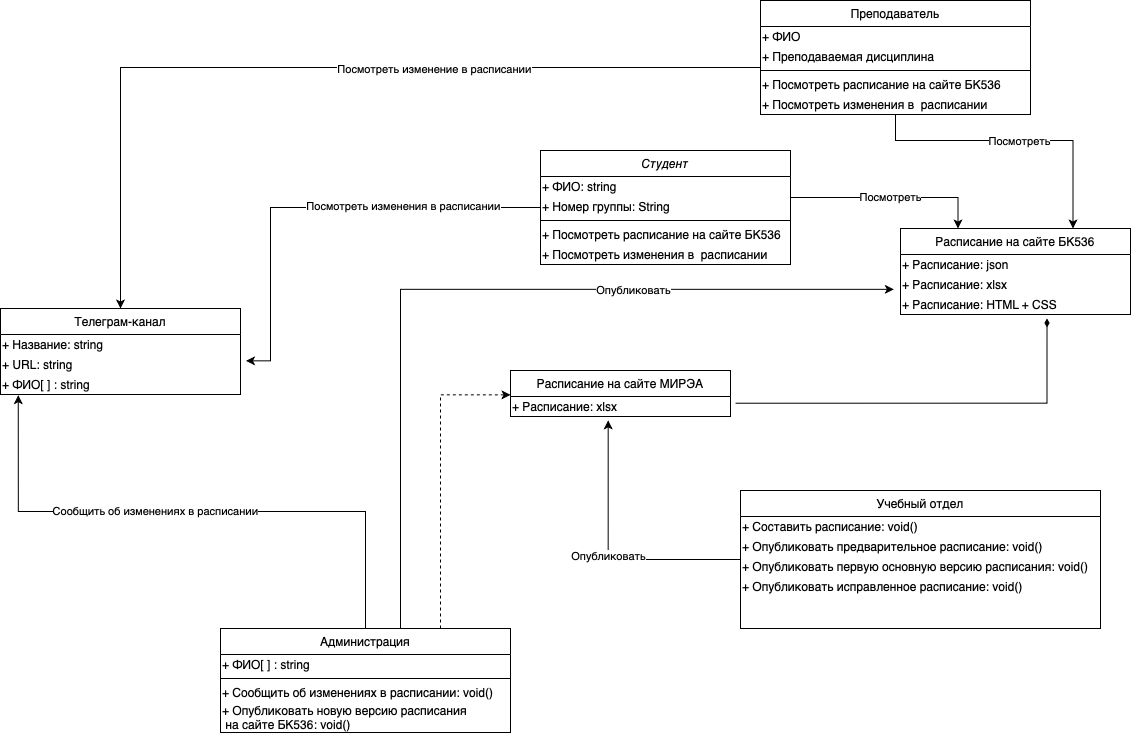 Преподаватель
+ ФИО
+ Преподаваемая дисциплина
+ Посмотреть расписание на сайте БК536
+ Посмотреть изменения в  расписании
Посмотреть изменение в расписании
Посмотреть
Студент
+ ФИО: string
+ Номер группы: String
+ Посмотреть расписание на сайте БК536
+ Посмотреть изменения в  расписании
Посмотреть изменения в расписании
Посмотреть
Расписание на сайте БК536
+ Расписание: json
+ Расписание: xlsx
+ Расписание: HTML + CSS
Опубликовать
Телеграм-канал
+ Название: string
+ URL: string
+ ФИО[ ] : string
Расписание на сайте МИРЭА
+ Расписание: xlsx
Учебный отдел
+ Составить расписание: void()
+ Опубликовать предварительное расписание: void()
+ Опубликовать первую основную версию расписания: void()
+ Опубликовать исправленное расписание: void()
Сообщить об изменениях в расписании
Опубликовать
Администрация
+ ФИО[ ] : string
+ Сообщить об изменениях в расписании: void()
+ Опубликовать новую версию расписания
на сайте БК536: void()